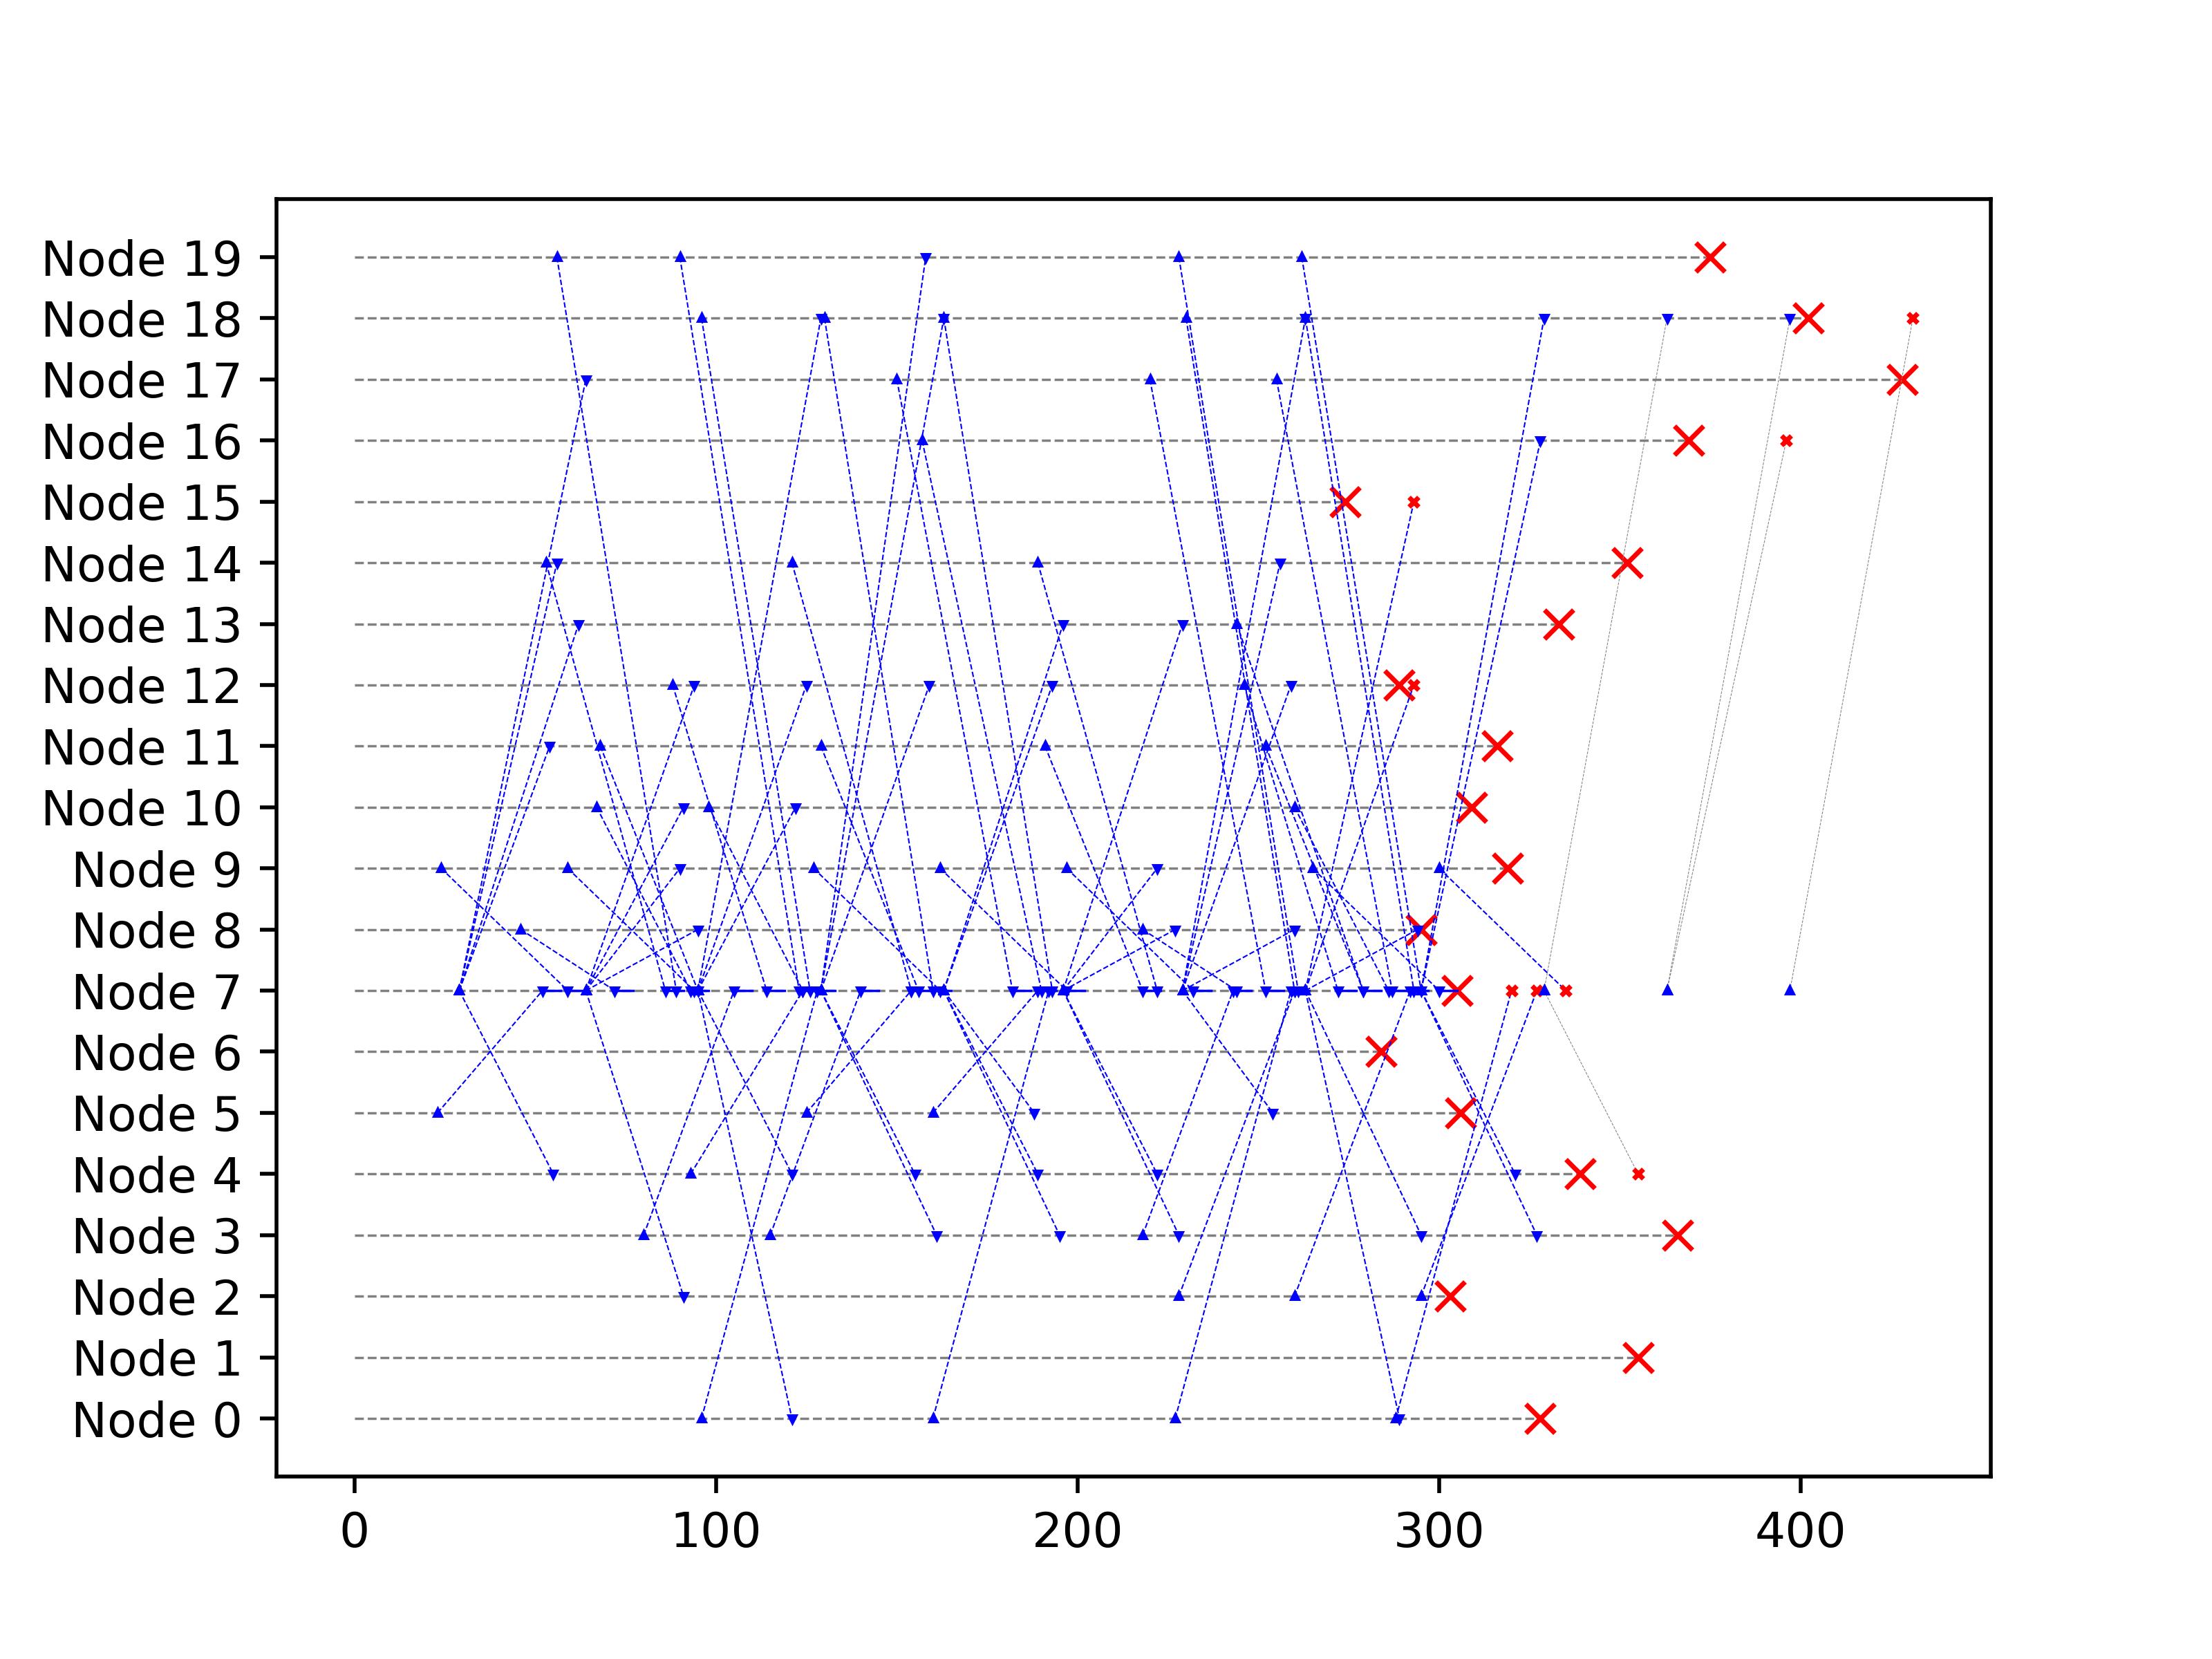 Node 19
Node 18
Node 17
Node 16
Node 15
Node 14
Node 13
Node 12
Node 11
Node 10
Node 9
Node 8
Node 7
Node 6
Node 5
Node 4
Node 3
Node 2
Node 1
Node 0
0 100 200 300 400